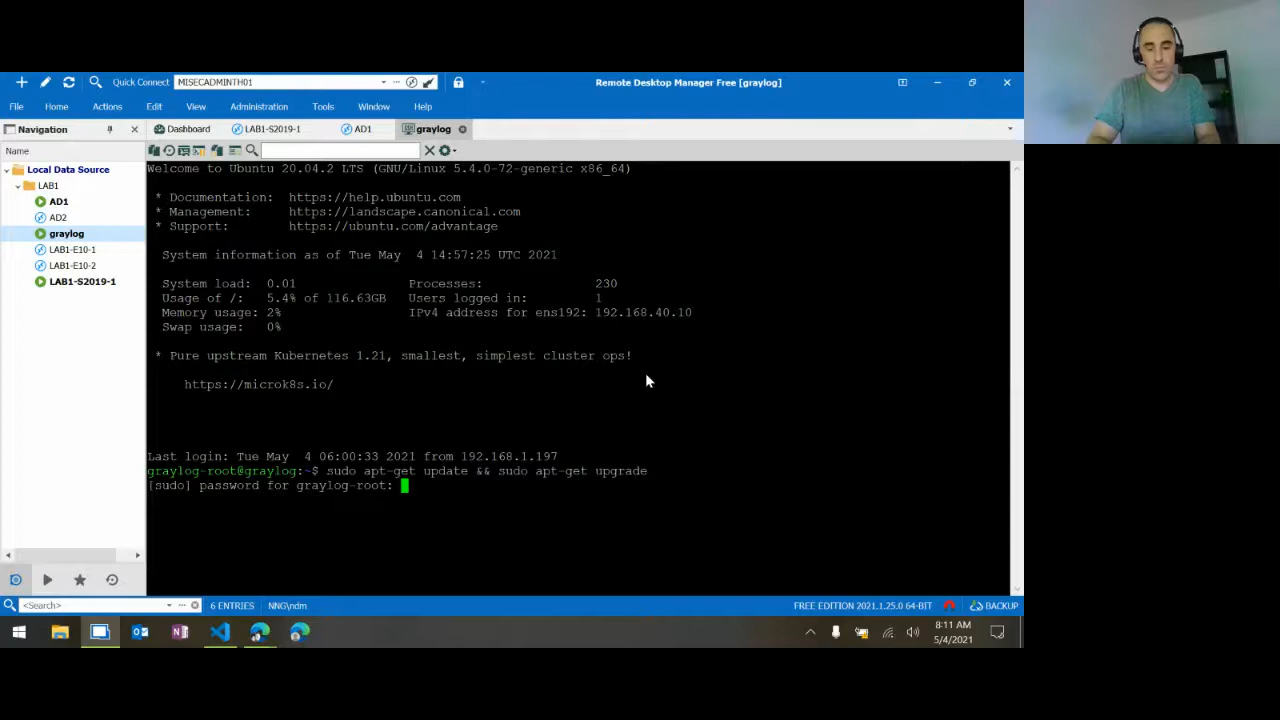 Quick Connect MISECADMINTH01
Remote Desktop Manager Free [graylog]
File Home Actions Edit View Administration Tools Window Help
Navigation
Dashboard LAB1-S2019-1 AD1 graylog
Name
Local Data Source
LAB1
AD1
AD2
graylog
LAB1-E10-1
LAB1-E10-2
LAB1-S2019-1
Welcome to Ubuntu 20.04.2 LTS (GNU/Linux 5.4.0-72-generic x86_64)
* Documentation: https://help.ubuntu.com
* Management: https://landscape.canonical.com
* Support: https://ubuntu.com/advantage
System information as of Tue May 4 14:57:25 UTC 2021
System load: 0.01 Processes: 230
Usage of /: 5.4% of 116.63GB Users logged in: 1
Memory usage: 2% IPv4 address for ens192: 192.168.40.10
Swap usage: 0%
* Pure upstream Kubernetes 1.21, smallest, simplest cluster ops!
https://microk8s.io/
Last login: Tue May 4 06:00:33 2021 from 192.168.1.197
graylog-root@graylog:~$ sudo apt-get update && sudo apt-get upgrade
[sudo] password for graylog-root:
<Search>
6 ENTRIES NNG\ndm
FREE EDITION 2021.1.25.0 64-BIT BACKUP
8:11 AM
5/4/2021